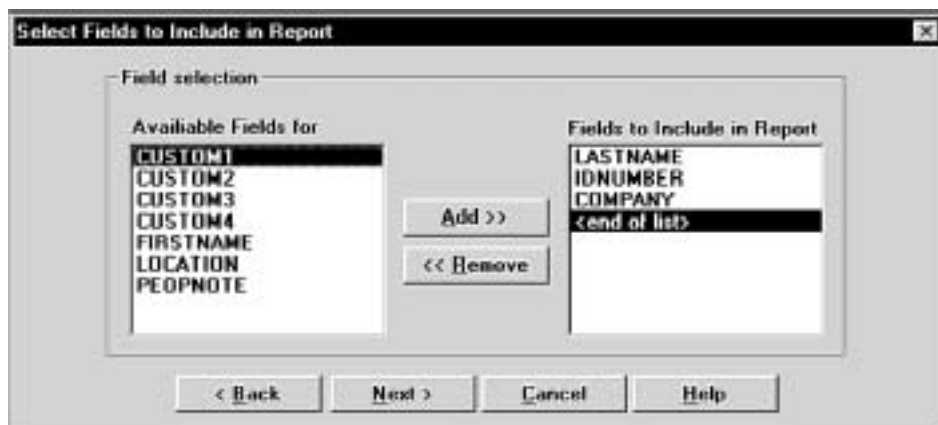 Select Fields to Include in Report
Field selection
Availiable Fields for
CUSTOM1
CUSTOM2
CUSTOM3
CUSTOM4
FIRSTNAME
LOCATION
PEOPNOTE
Add >>
<< Remove
Fields to Include in Report
LASTNAME
IDNUMBER
COMPANY
<end of list>
< Back
Next >
Cancel
Help